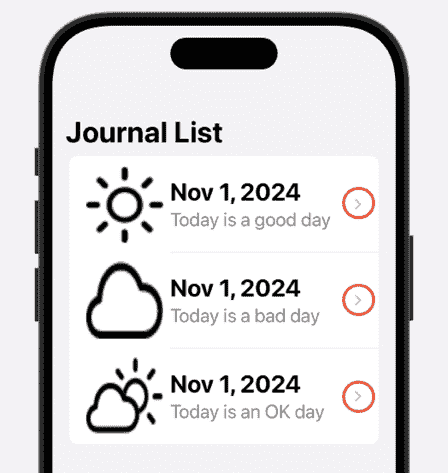 Journal List
Nov 1, 2024
Today is a good day
Nov 1, 2024
Today is a bad day
Nov 1, 2024
Today is an OK day